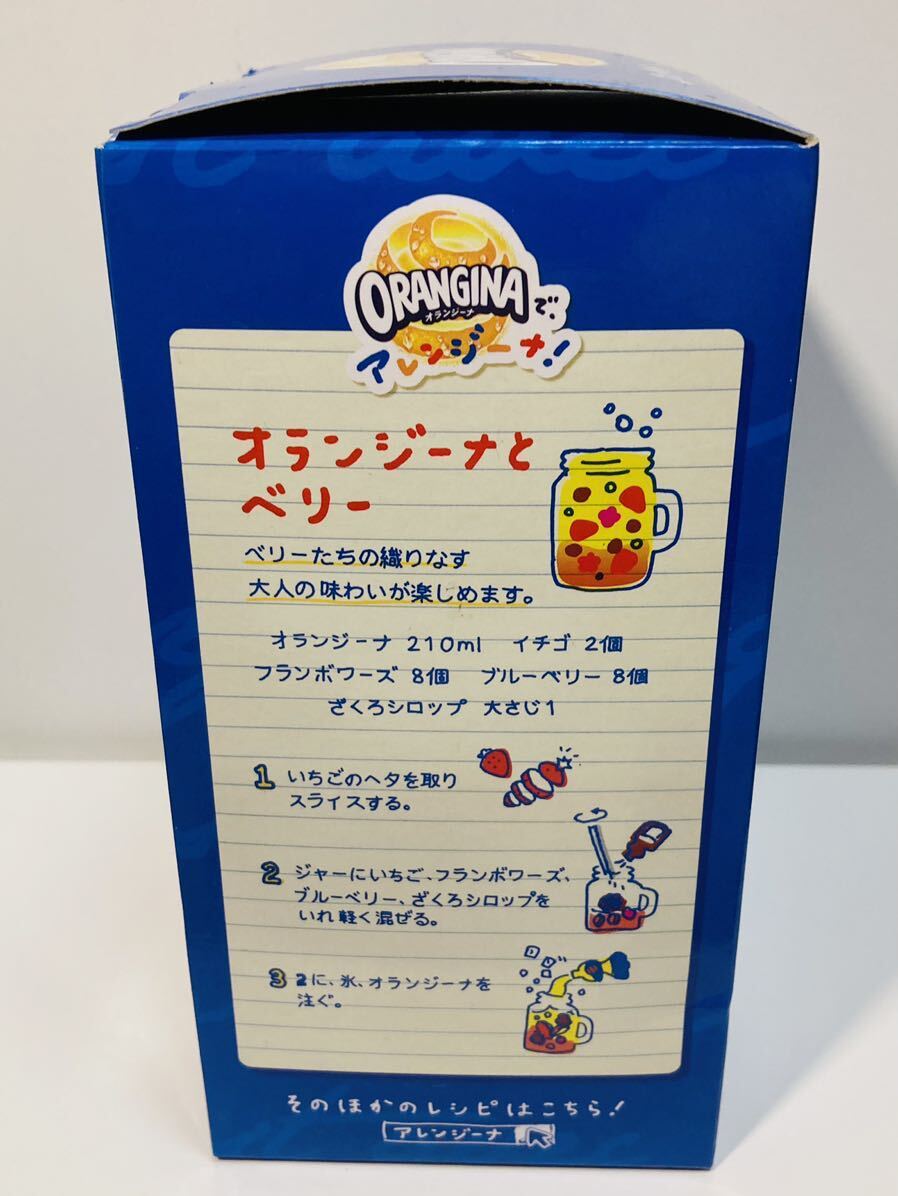 ORANGINA
オランジーナ
で、
アレンジーナ!
オランジーナと
ベリー
ベリーたちの織りなす
大人の味わいが楽しめます。
オランジーナ 210ml イチゴ 2個
フランボワーズ 8個 ブルーベリー 8個
ざくろシロップ 大さじ1
1 いちごのヘタを取り
スライスする。
2 ジャーにいちご、フランボワーズ、
ブルーベリー、ざくろシロップを
いれ軽く混ぜる。
3 2に、氷、オランジーナを
注ぐ。
そのほかのレシピはこちら!
アレンジーナ